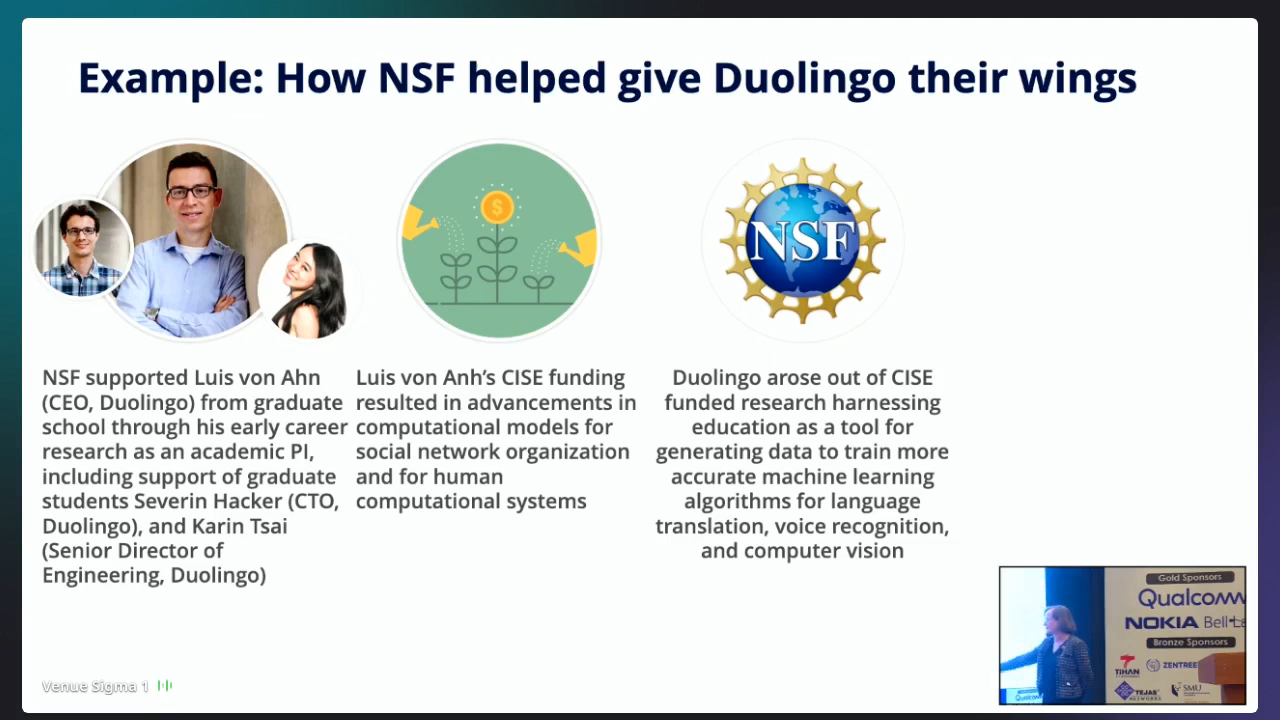 Example: How NSF helped give Duolingo their wings
NSF
NSF supported Luis von Ahn
(CEO, Duolingo) from graduate
school through his early career
research as an academic PI,
including support of graduate
students Severin Hacker (CTO,
Duolingo), and Karin Tsai
(Senior Director of
Engineering, Duolingo)
Luis von Anh's CISE funding
resulted in advancements in
computational models for
social network organization
and for human
computational systems
Duolingo arose out of CISE
funded research harnessing
education as a tool for
generating data to train more
accurate machine learning
algorithms for language
translation, voice recognition,
and computer vision
Venue Sigma 1
Gold Sponsors
Qualcomm
NOKIA Bell
Bronze Sponsors
TIHAN
ZENTREE
TEJAS
NETWORKS
SMU